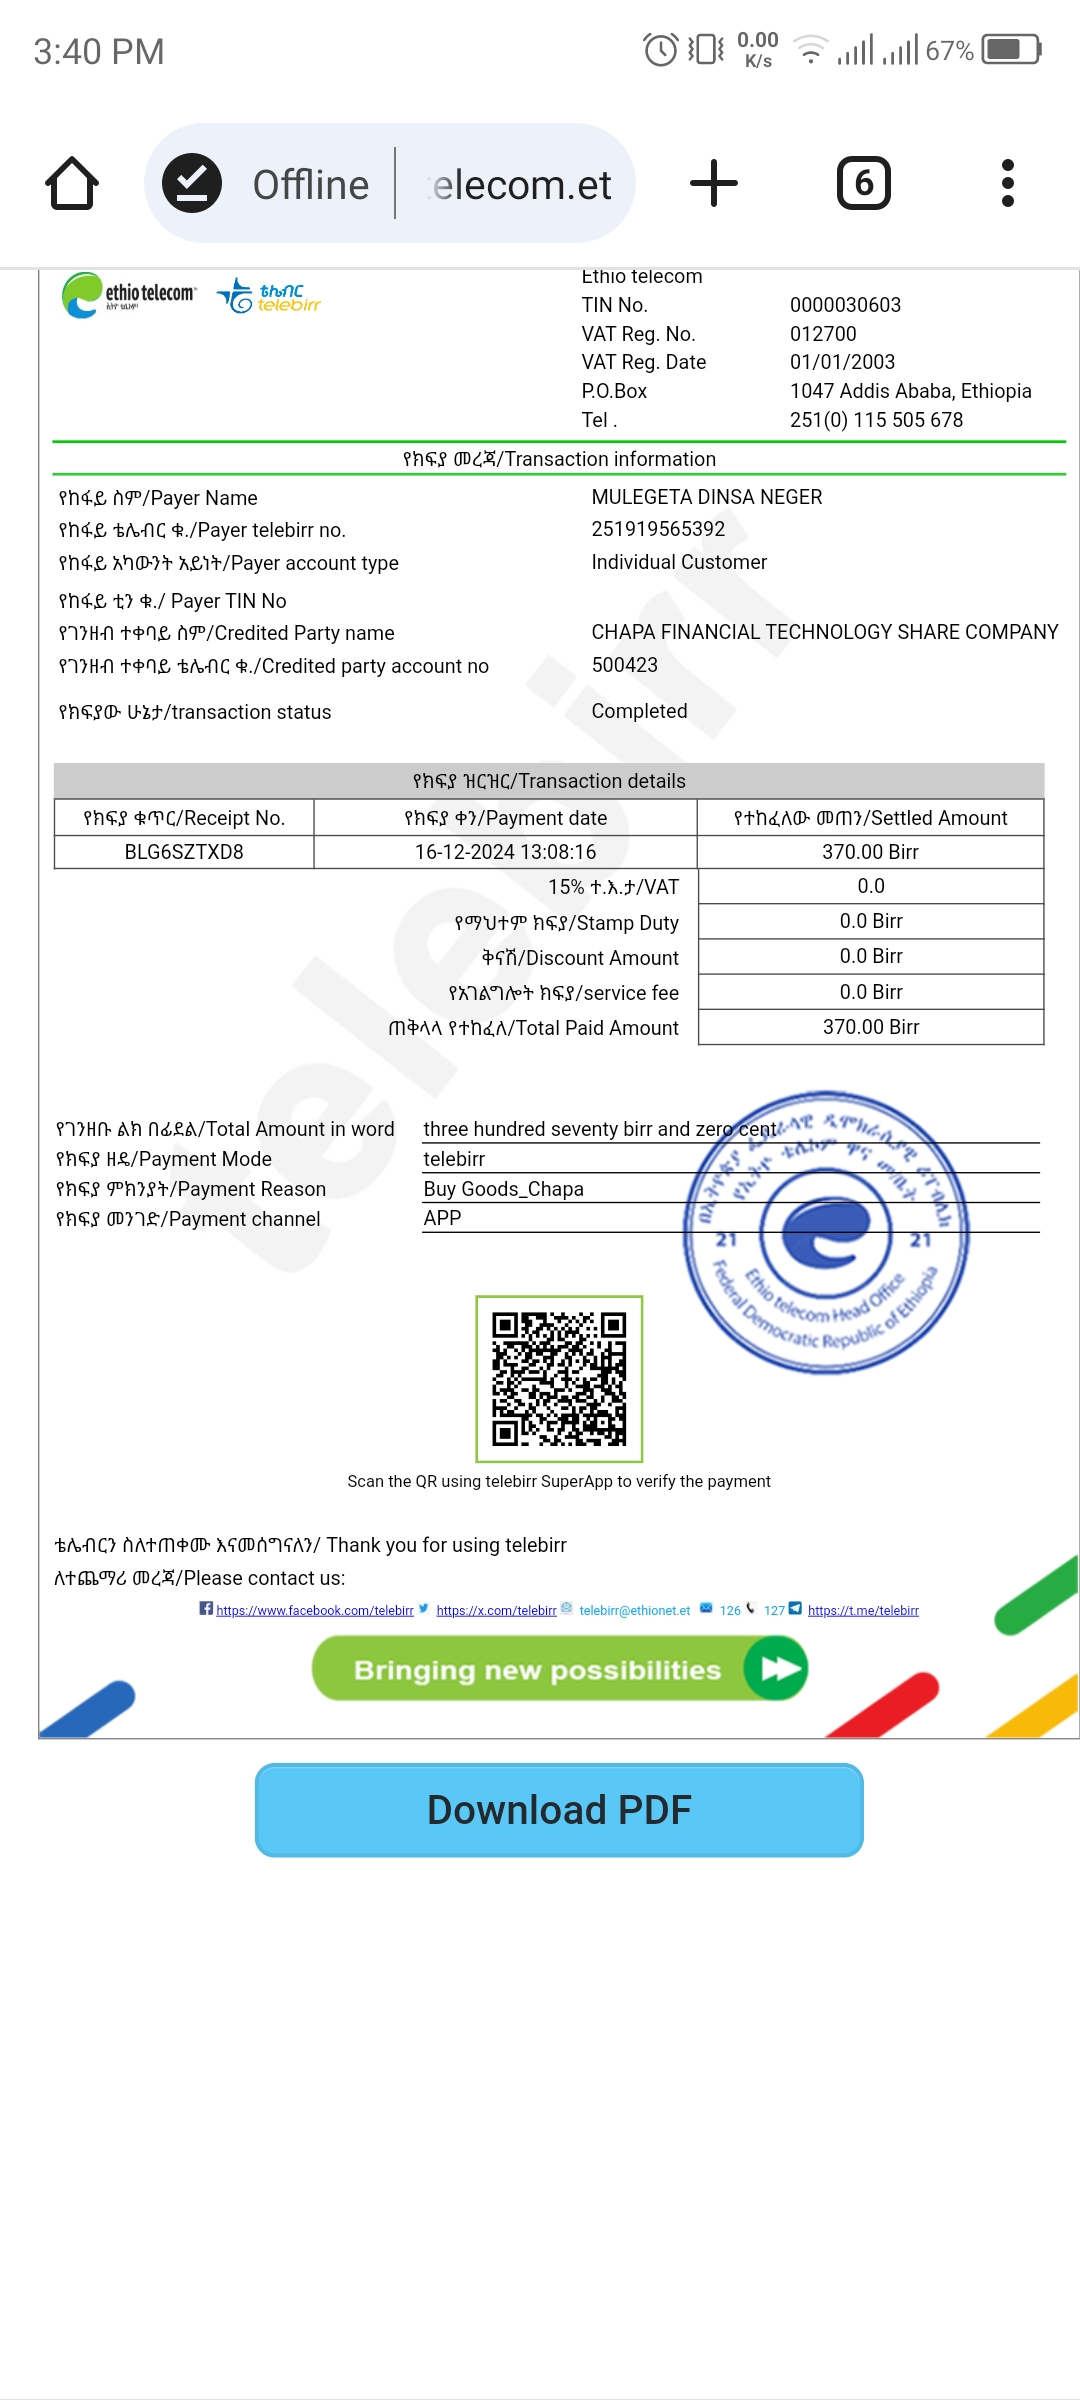 3:40 PM
0.00 K/s
67%
Offline
elecom.et
6
ethio telecom
ኢትዮ ቴሌኮም
ቴሌብር
telebirr
Ethio telecom
TIN No. 0000030603
VAT Reg. No. 012700
VAT Reg. Date 01/01/2003
P.O.Box 1047 Addis Ababa, Ethiopia
Tel . 251(0) 115 505 678
የክፍያ መረጃ/Transaction information
የከፋይ ስም/Payer Name MULEGETA DINSA NEGER
የከፋይ ቴሌብር ቁ./Payer telebirr no. 251919565392
የከፋይ አካውንት አይነት/Payer account type Individual Customer
የከፋይ ቲን ቁ./ Payer TIN No
የገንዘብ ተቀባይ ስም/Credited Party name CHAPA FINANCIAL TECHNOLOGY SHARE COMPANY
የገንዘብ ተቀባይ ቴሌብር ቁ./Credited party account no 500423
የክፍያው ሁኔታ/transaction status Completed
telebirr
የክፍያ ዝርዝር/Transaction details
የክፍያ ቁጥር/Receipt No. የክፍያ ቀን/Payment date የተከፈለው መጠን/Settled Amount
BLG6SZTXD8 16-12-2024 13:08:16 370.00 Birr
15% ተ.እ.ታ/VAT 0.0
የማህተም ክፍያ/Stamp Duty 0.0 Birr
ቅናሽ/Discount Amount 0.0 Birr
የአገልግሎት ክፍያ/service fee 0.0 Birr
ጠቅላላ የተከፈለ/Total Paid Amount 370.00 Birr
የገንዘቡ ልክ በፊደል/Total Amount in word three hundred seventy birr and zero cent
የክፍያ ዘዴ/Payment Mode telebirr
የክፍያ ምክንያት/Payment Reason Buy Goods_Chapa
የክፍያ መንገድ/Payment channel APP
በኢትዮጵያ ፌዴራላዊ ዲሞክራሲያዊ ሪፐብሊክ
የኢትዮ ቴሌኮም ዋና መ/ቤት
21 21
Ethio telecom Head Office
Federal Democratic Republic of Ethiopia
Scan the QR using telebirr SuperApp to verify the payment
ቴሌብርን ስለተጠቀሙ እናመሰግናለን/ Thank you for using telebirr
ለተጨማሪ መረጃ/Please contact us:
https://www.facebook.com/telebirr https://x.com/telebirr telebirr@ethionet.et 126 127 https://t.me/telebirr
Bringing new possibilities
Download PDF